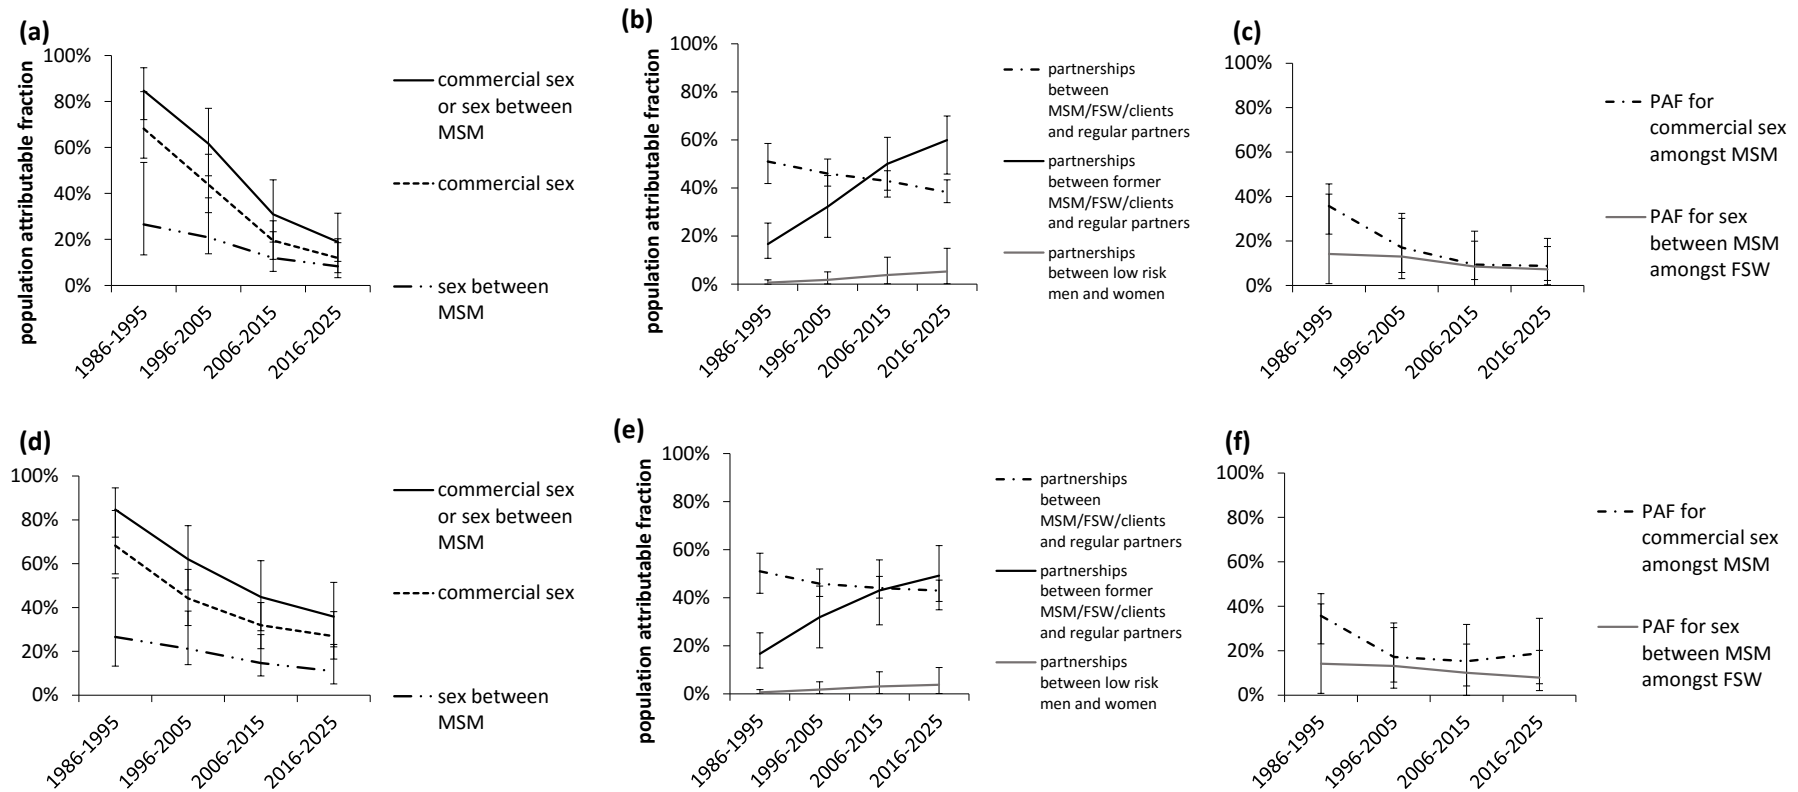 (a)
population attributable fraction
100%
80%
60%
40%
20%
0%
1986-1995
1996-2005
2006-2015
2016-2025
commercial sex
or sex between
MSM
commercial sex
sex between
MSM
(b)
population attributable fraction
100%
80%
60%
40%
20%
0%
1986-1995
1996-2005
2006-2015
2016-2025
partnerships
between
MSM/FSW/clients
and regular partners
partnerships
between former
MSM/FSW/clients
and regular partners
partnerships
between low risk
men and women
(c)
100%
80%
60%
40%
20%
0%
1986-1995
1996-2005
2006-2015
2016-2025
PAF for
commercial sex
amongst MSM
PAF for sex
between MSM
amongst FSW
(d)
100%
80%
60%
40%
20%
0%
1986-1995
1996-2005
2006-2015
2016-2025
commercial sex
or sex between
MSM
commercial sex
sex between
MSM
(e)
population attributable fraction
100%
80%
60%
40%
20%
0%
1986-1995
1996-2005
2006-2015
2016-2025
partnerships
between
MSM/FSW/clients
and regular partners
partnerships
between former
MSM/FSW/clients
and regular partners
partnerships
between low risk
men and women
(f)
100%
80%
60%
40%
20%
0%
1986-1995
1996-2005
2006-2015
2016-2025
PAF for
commercial sex
amongst MSM
PAF for sex
between MSM
amongst FSW